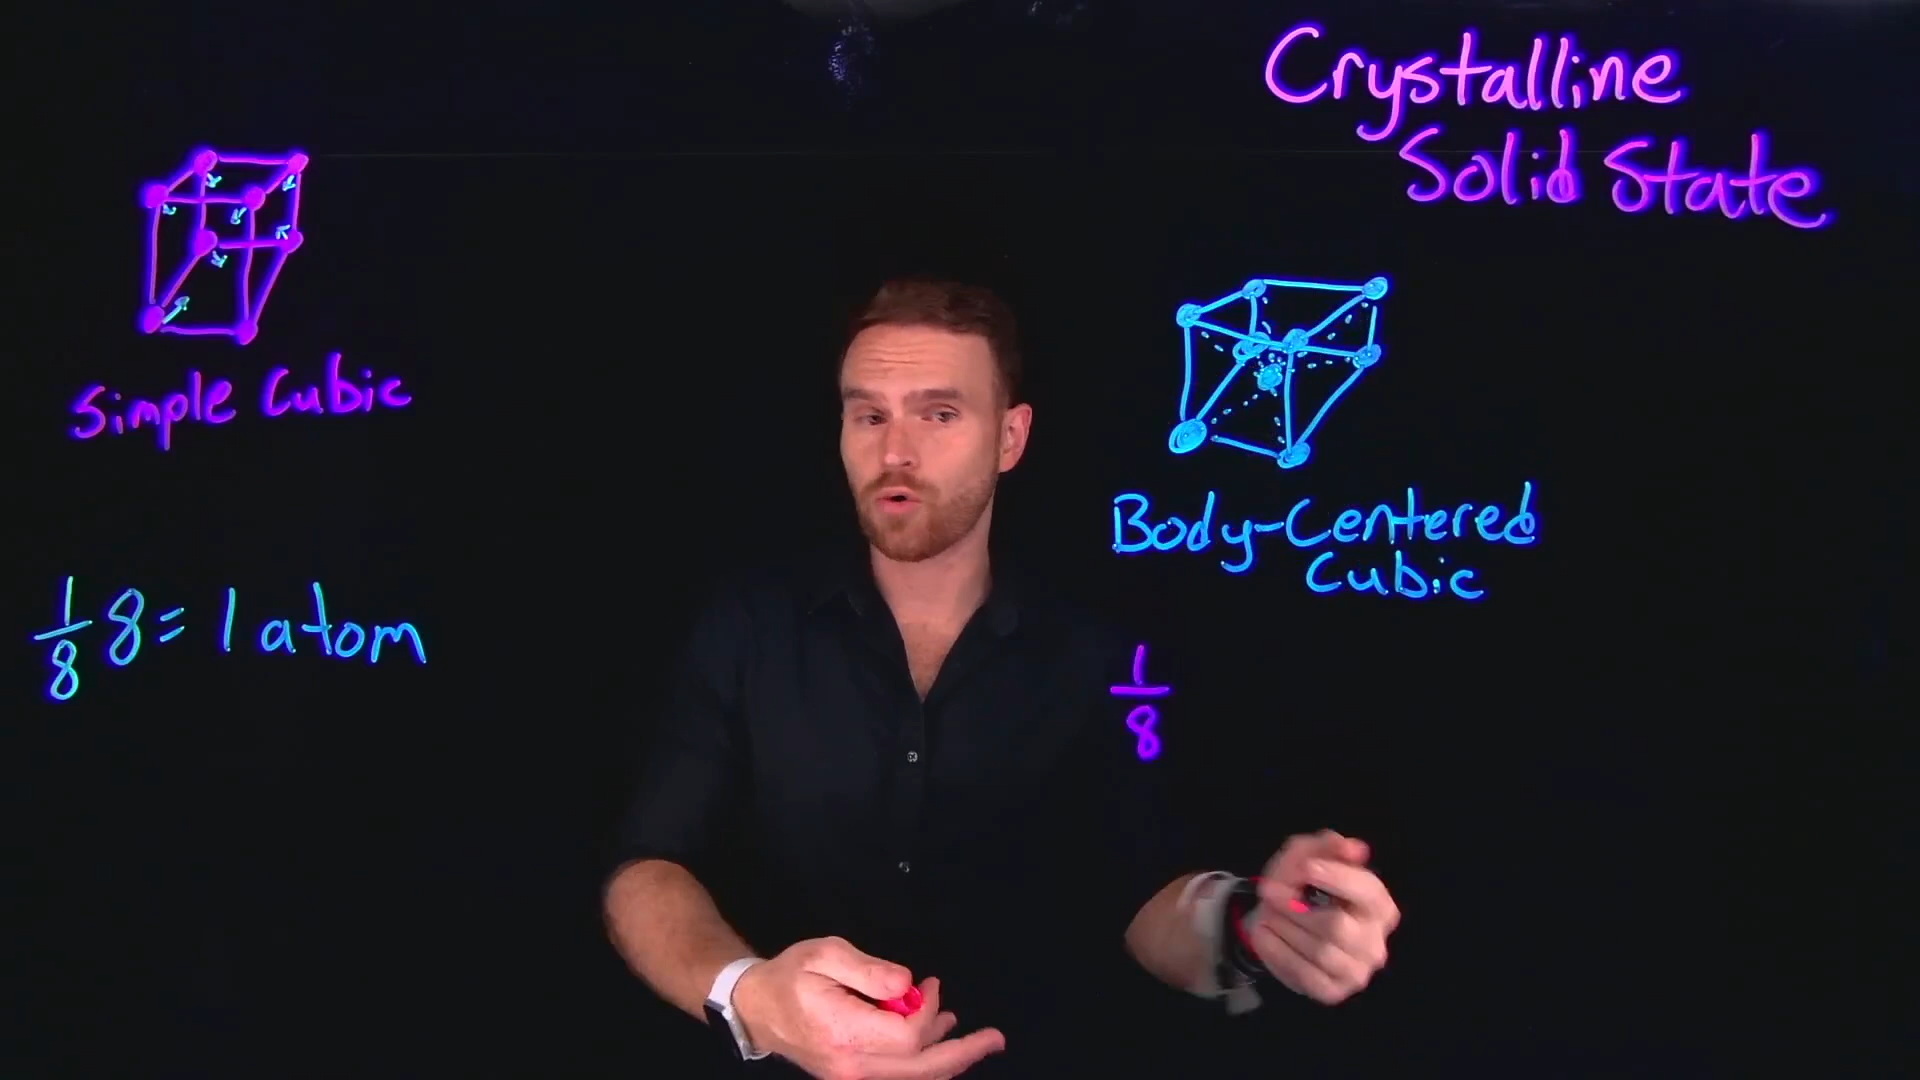 Crystalline
Solid State
Simple Cubic
1/8 8 = 1 atom
Body-Centered
Cubic
1/8